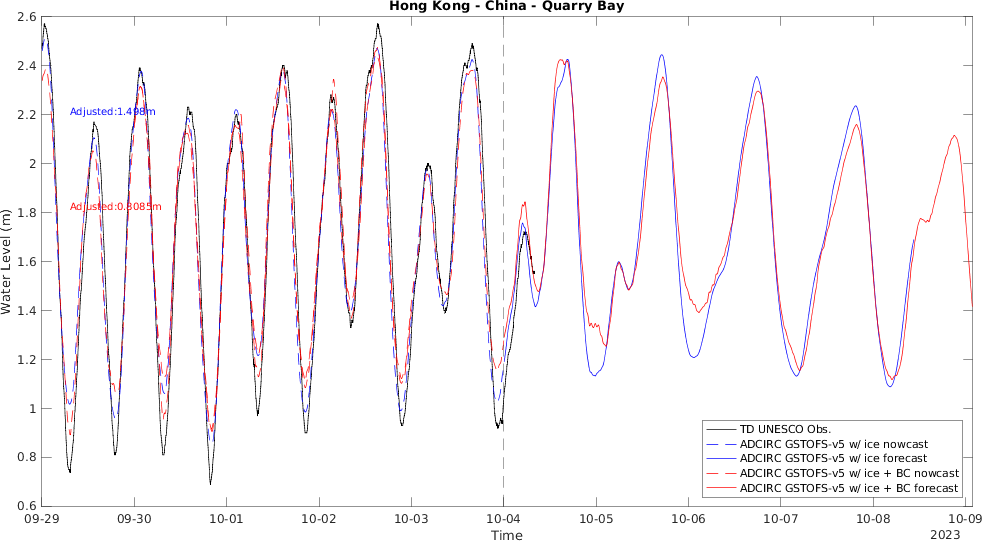 Hong Kong - China - Quarry Bay
2.6
2.4
2.2
2
1.8
1.6
1.4
1.2
1
0.8
0.6
Water Level (m)
Adjusted:1.498m
Adjusted:0.8085m
TD UNESCO Obs.
ADCIRC GSTOFS-v5 w/ ice nowcast
ADCIRC GSTOFS-v5 w/ ice forecast
ADCIRC GSTOFS-v5 w/ ice + BC nowcast
ADCIRC GSTOFS-v5 w/ ice + BC forecast
09-29 09-30 10-01 10-02 10-03 10-04 10-05 10-06 10-07 10-08 10-09
Time
2023